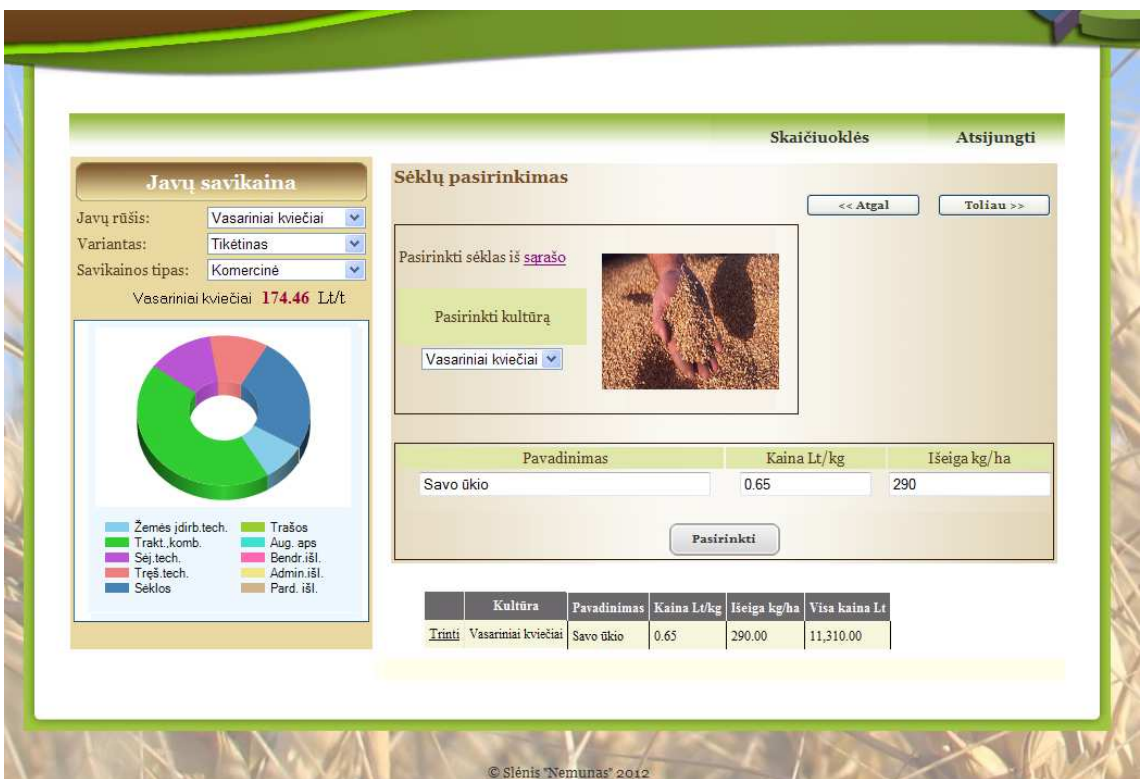 Skaičiuoklės Atsijungti
Javų savikaina
Javų rūšis: Vasariniai kviečiai
Variantas: Tikėtinas
Savikainos tipas: Komercinė
Vasariniai kviečiai 174.46 Lt/t
Žemės įdirb.tech. Trašos
Trakt.,komb. Aug. aps
Sėj.tech. Bendr.išl.
Tręš.tech. Admin.išl.
Sėklos Pard. išl.
Sėklų pasirinkimas
<< Atgal Toliau >>
Pasirinkti sėklas iš sąrašo
Pasirinkti kultūrą
Vasariniai kviečiai
Pavadinimas Kaina Lt/kg Išeiga kg/ha
Savo ūkio 0.65 290
Pasirinkti
Kultūra Pavadinimas Kaina Lt/kg Išeiga kg/ha Visa kaina Lt
Trinti Vasariniai kviečiai Savo ūkio 0.65 290.00 11,310.00
© Slėnis "Nemunas" 2012